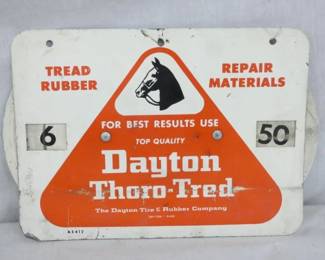 TREAD
RUBBER
REPAIR
MATERIALS
FOR BEST RESULTS USE
6
50
TOP QUALITY
Dayton
Thoro-Tred
The Dayton Tire & Rubber Company